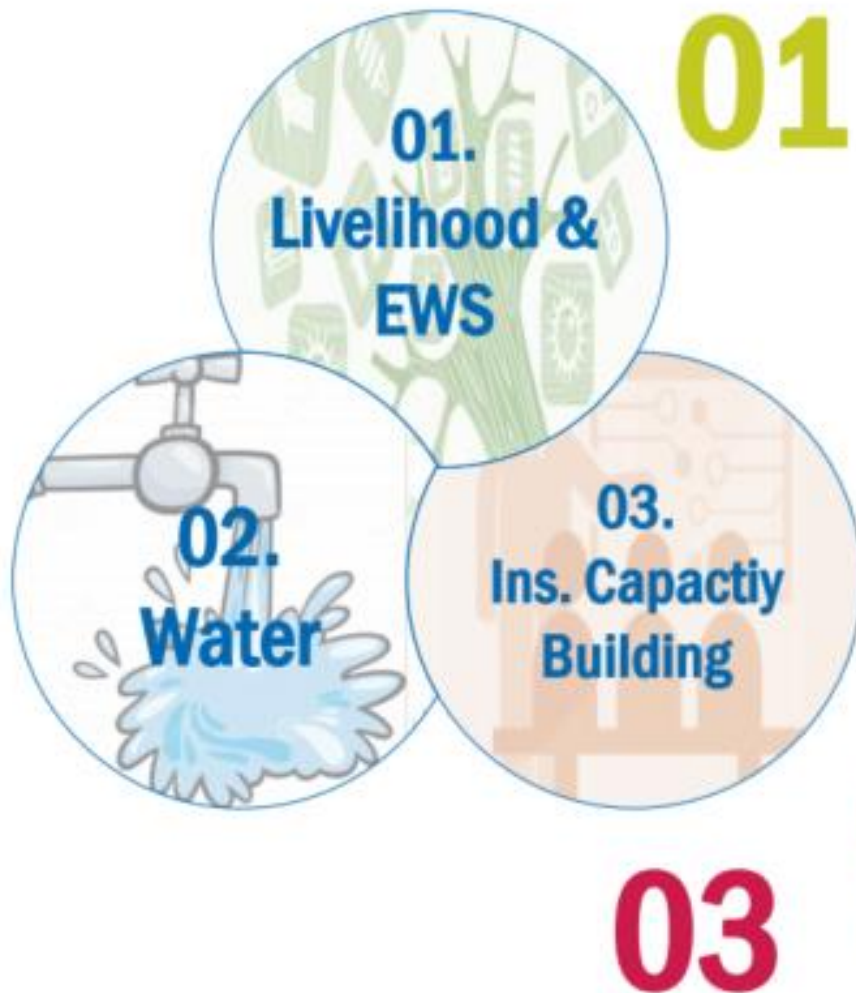 01
01.
Livelihood &
EWS
02.
Water
03.
Ins. Capactiy
Building
03